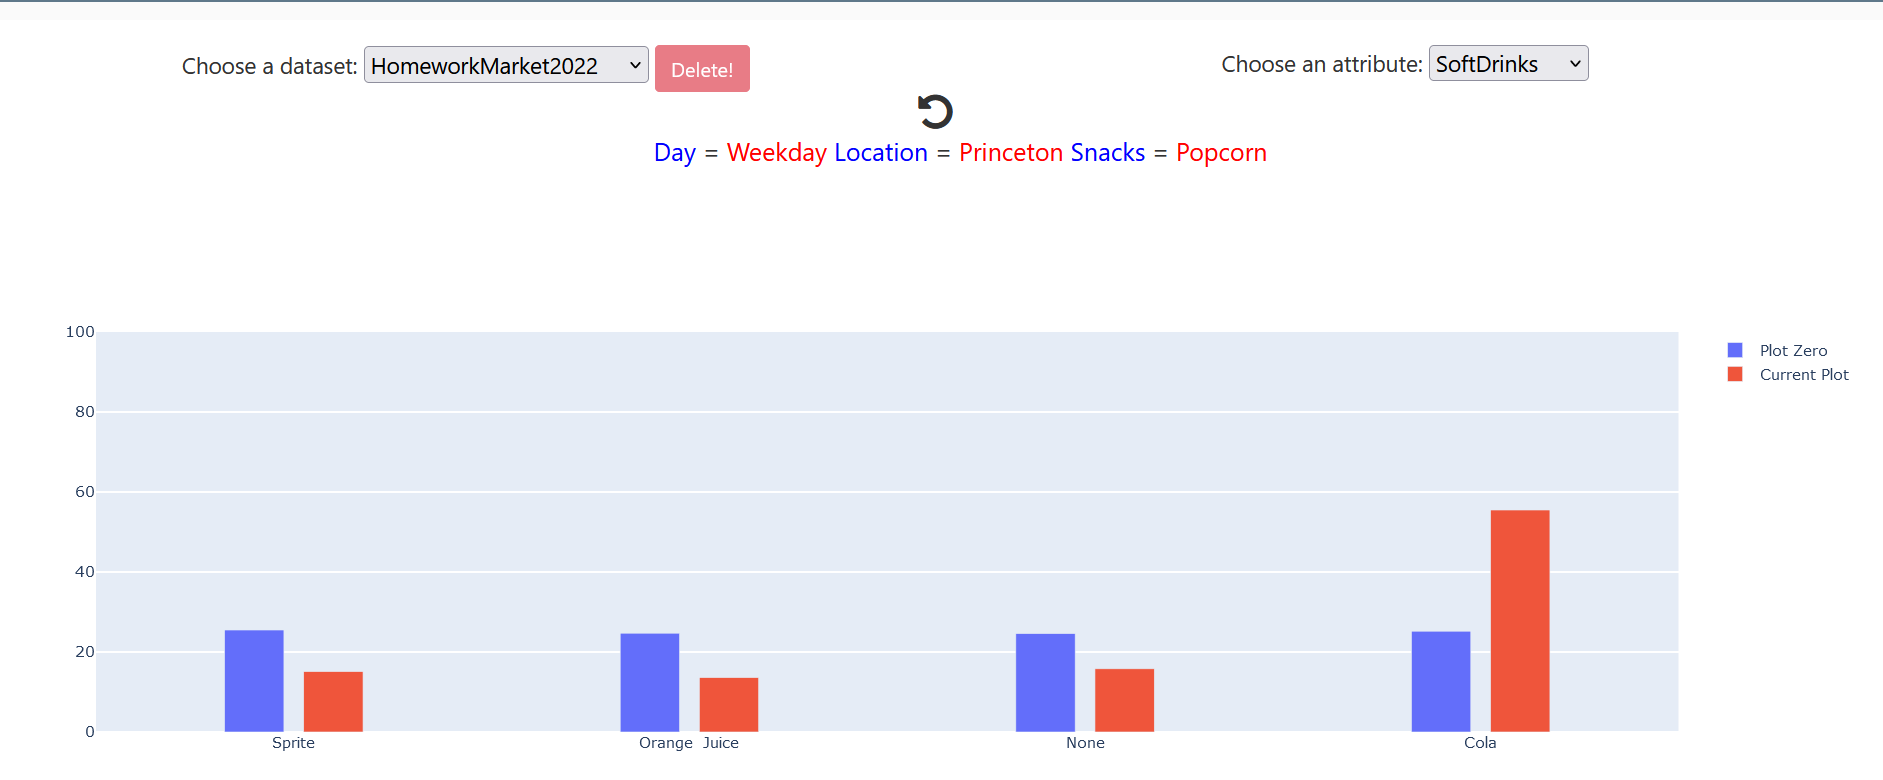 Choose a dataset: HomeworkMarket2022 Delete! Choose an attribute: SoftDrinks
Day = Weekday Location = Princeton Snacks = Popcorn
100
80
60
40
20
0
Sprite Orange Juice None Cola
Plot Zero
Current Plot